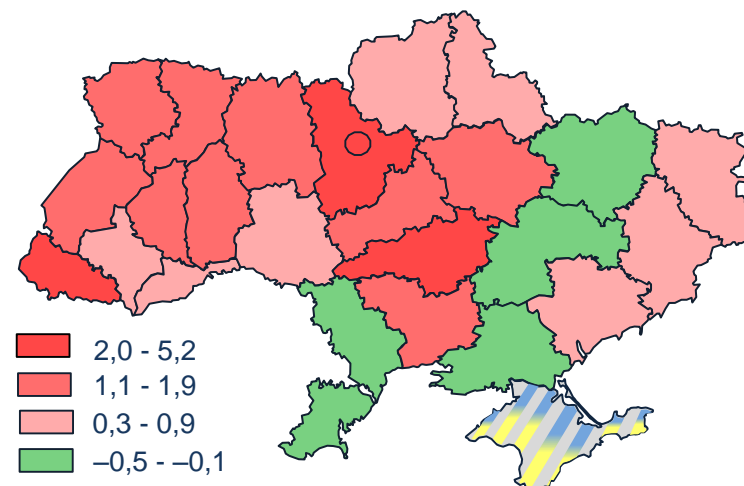 2,0 - 5,2
1,1 - 1,9
0,3 - 0,9
–0,5 - –0,1